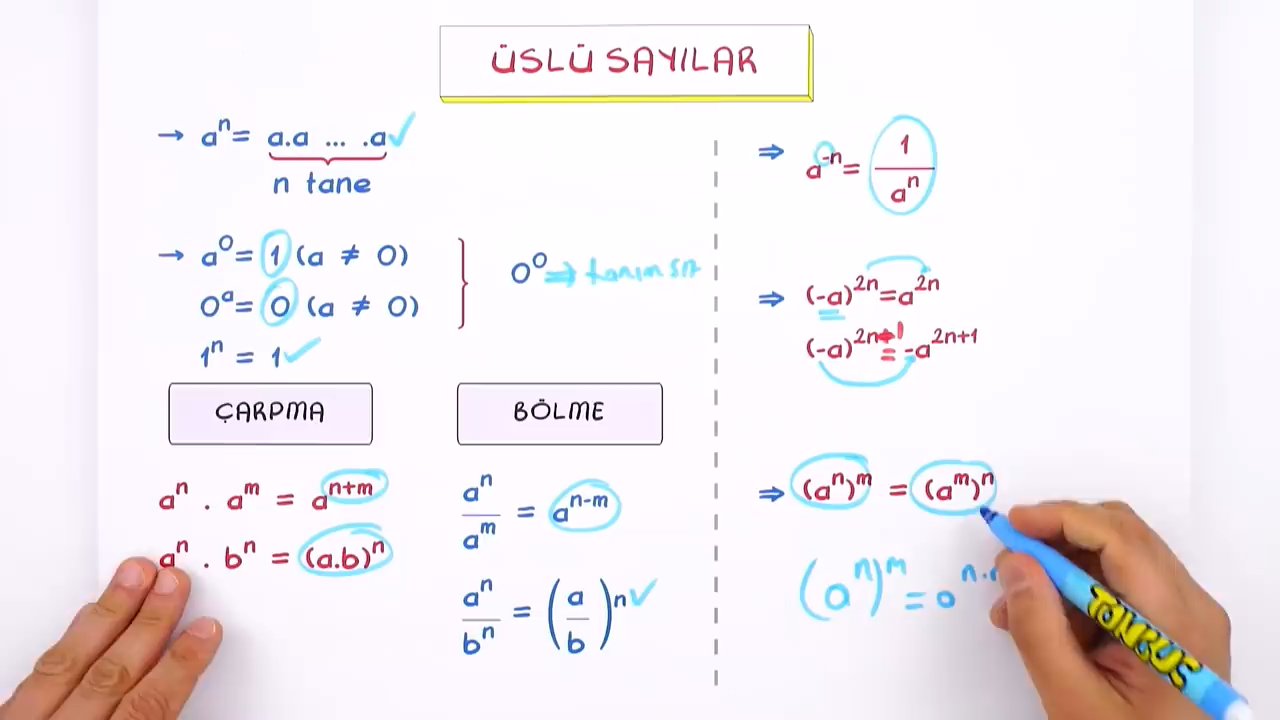 ÜSLÜ SAYILAR
→ aⁿ= a.a ... .a ✓
n tane
→ a⁰= 1 (a ≠ 0)
0ᵃ= 0 (a ≠ 0)
1ⁿ = 1 ✓
0⁰ ⇒ tanımsız
ÇARPMA
aⁿ . aᵐ = aⁿ⁺ᵐ
aⁿ . bⁿ = (a.b)ⁿ
BÖLME
aⁿ/aᵐ = aⁿ⁻ᵐ
aⁿ/bⁿ = (a/b)ⁿ ✓
⇒ a⁻ⁿ= 1/aⁿ
⇒ (-a)²ⁿ=a²ⁿ
(-a)²ⁿ⁺¹ = -a²ⁿ⁺¹
⇒ (aⁿ)ᵐ = (aᵐ)ⁿ
(aⁿ)ᵐ = a^n.
TONGUÇ